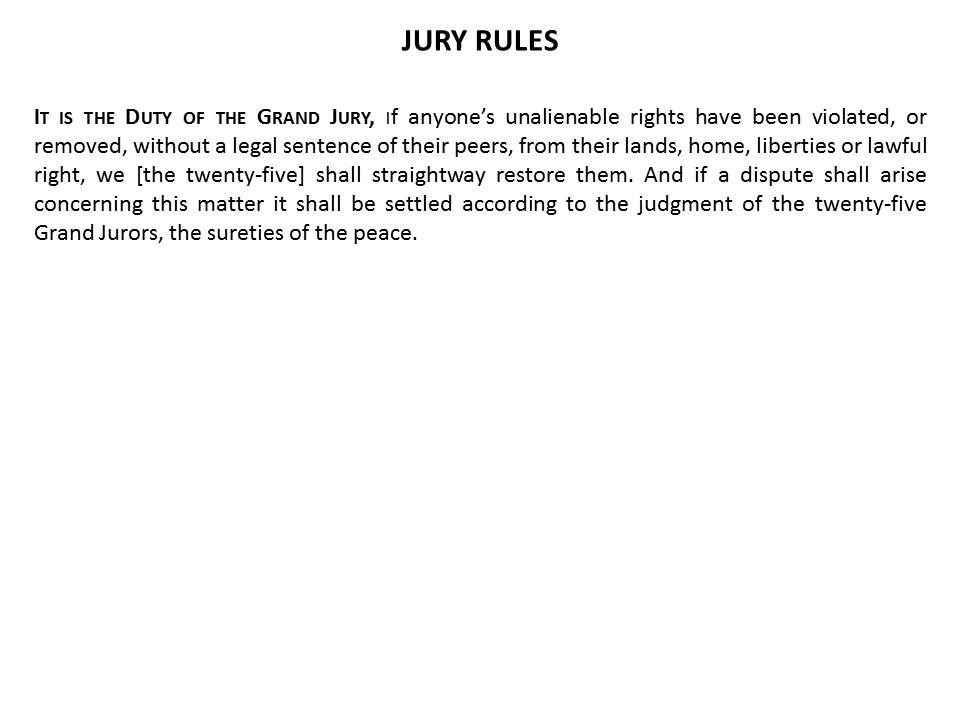 JURY RULES
IT IS THE DUTY OF THE GRAND JURY, If anyone’s unalienable rights have been violated, or
removed, without a legal sentence of their peers, from their lands, home, liberties or lawful
right, we [the twenty-five] shall straightway restore them. And if a dispute shall arise
concerning this matter it shall be settled according to the judgment of the twenty-five
Grand Jurors, the sureties of the peace.